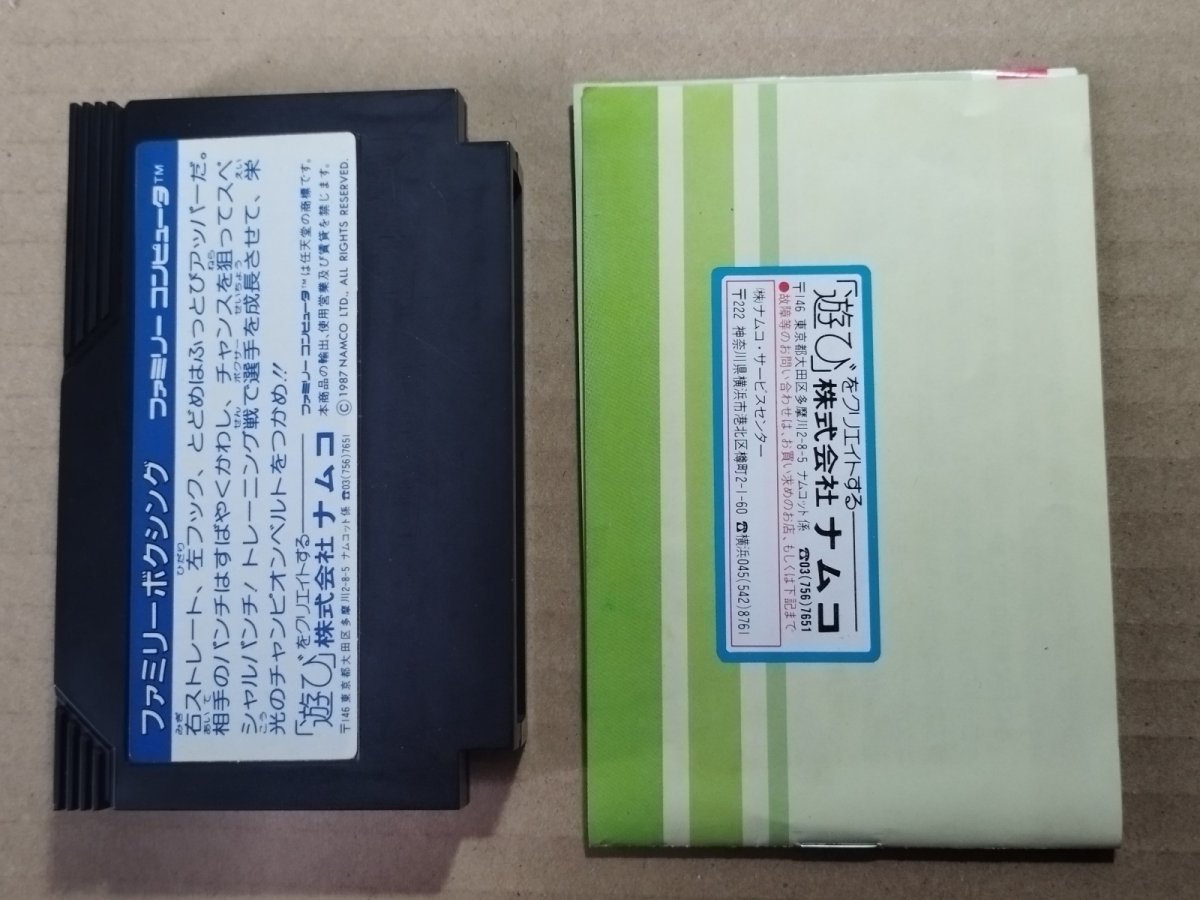 ファミリーボクシング ファミリーコンピュータ™
右ストレート、左フック、とどめはふっとびアッパーだ。
相手のパンチはすばやくかわし、チャンスを狙ってスペ
シャルパンチ!トレーニング戦で選手を成長させて、栄
光のチャンピオンベルトをつかめ!!
「遊び」をクリエイトする
株式会社 ナムコ
〒146 東京都大田区多摩川2-8-5 ナムコット係 ☎03(756)7651
ファミリーコンピュータ™は任天堂の商標です。
本商品の輸出、使用営業及び賃貸を禁じます。
©1987 NAMCO LTD., ALL RIGHTS RESERVED.
「遊び」をクリエイトする
株式会社 ナムコ
〒146 東京都大田区多摩川2-8-5 ナムコット係 ☎03(756)7651
●故障等のお問い合わせは、お買い求めのお店、もしくは下記まで
(株)ナムコ・サービスセンター
〒222 神奈川県横浜市港北区樽町2-1-60 ☎横浜045(542)8761